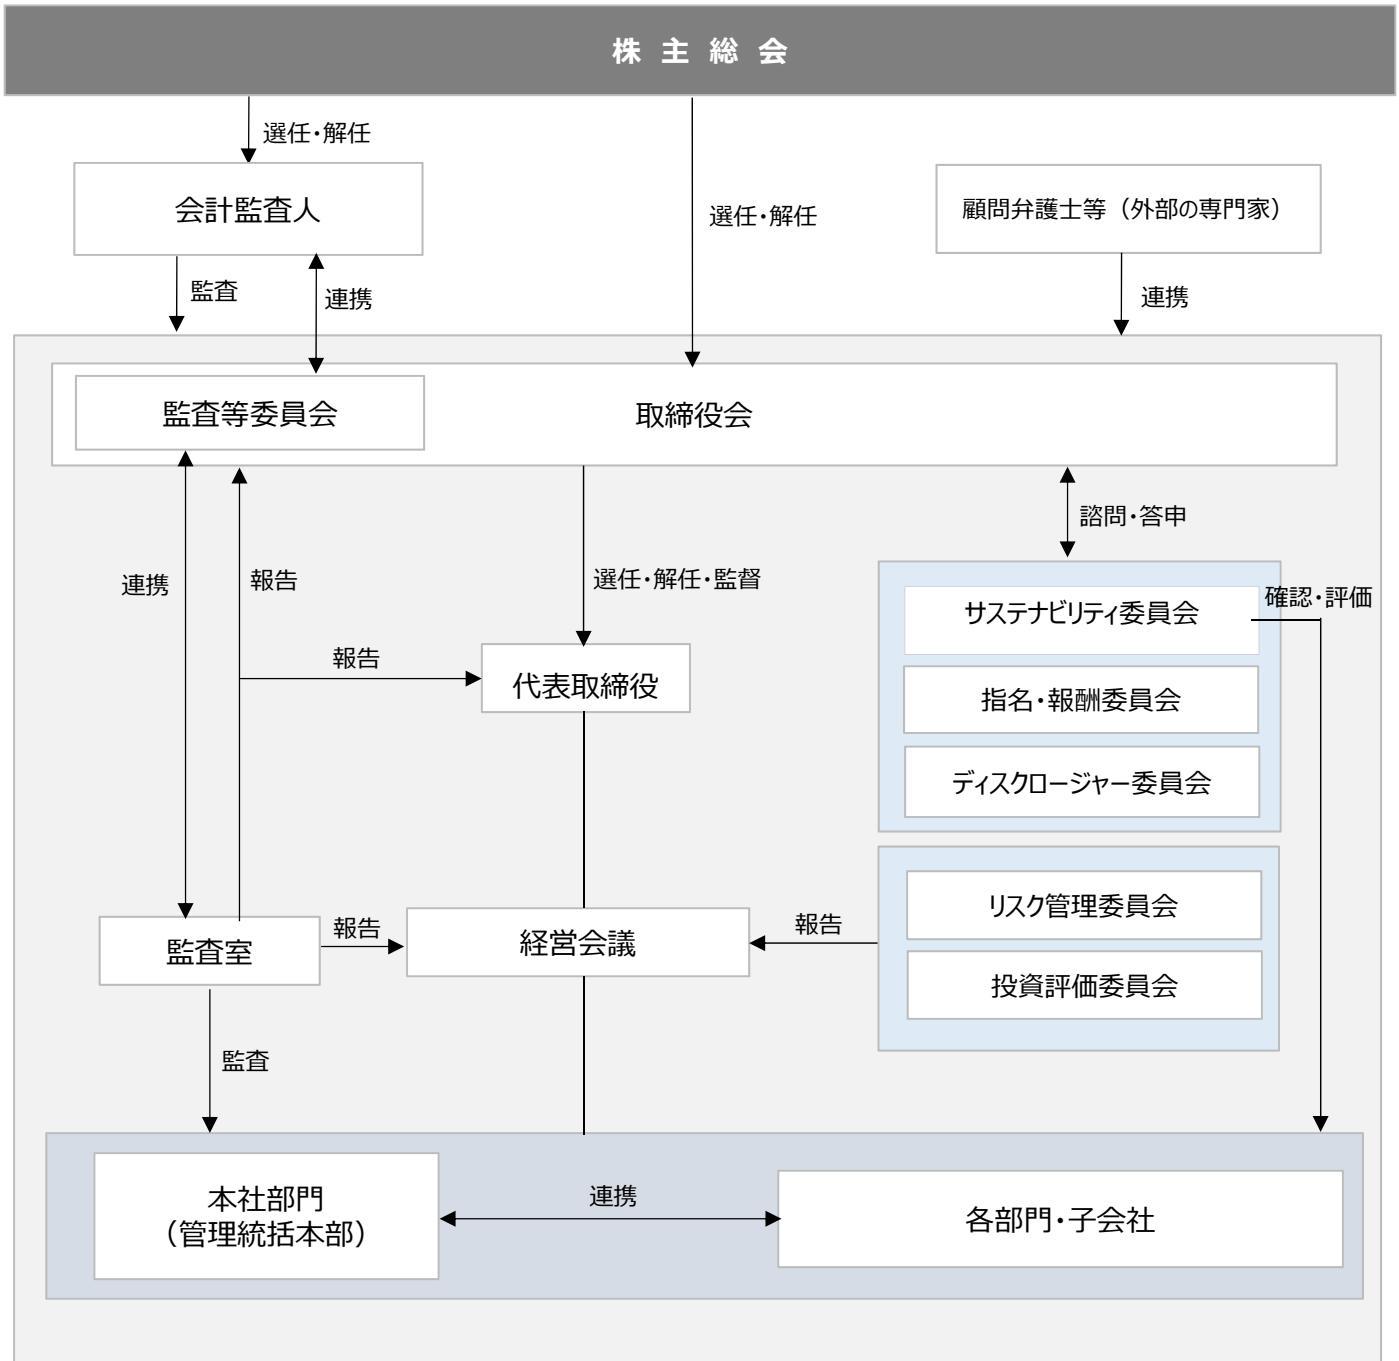 株 主 総 会
選任・解任
会計監査人
選任・解任
顧問弁護士等（外部の専門家）
監査
連携
連携
監査等委員会
取締役会
諮問・答申
連携
報告
選任・解任・監督
サステナビリティ委員会
確認・評価
報告
代表取締役
指名・報酬委員会
ディスクロージャー委員会
リスク管理委員会
監査室
報告
経営会議
報告
投資評価委員会
監査
本社部門
（管理統括本部）
連携
各部門・子会社